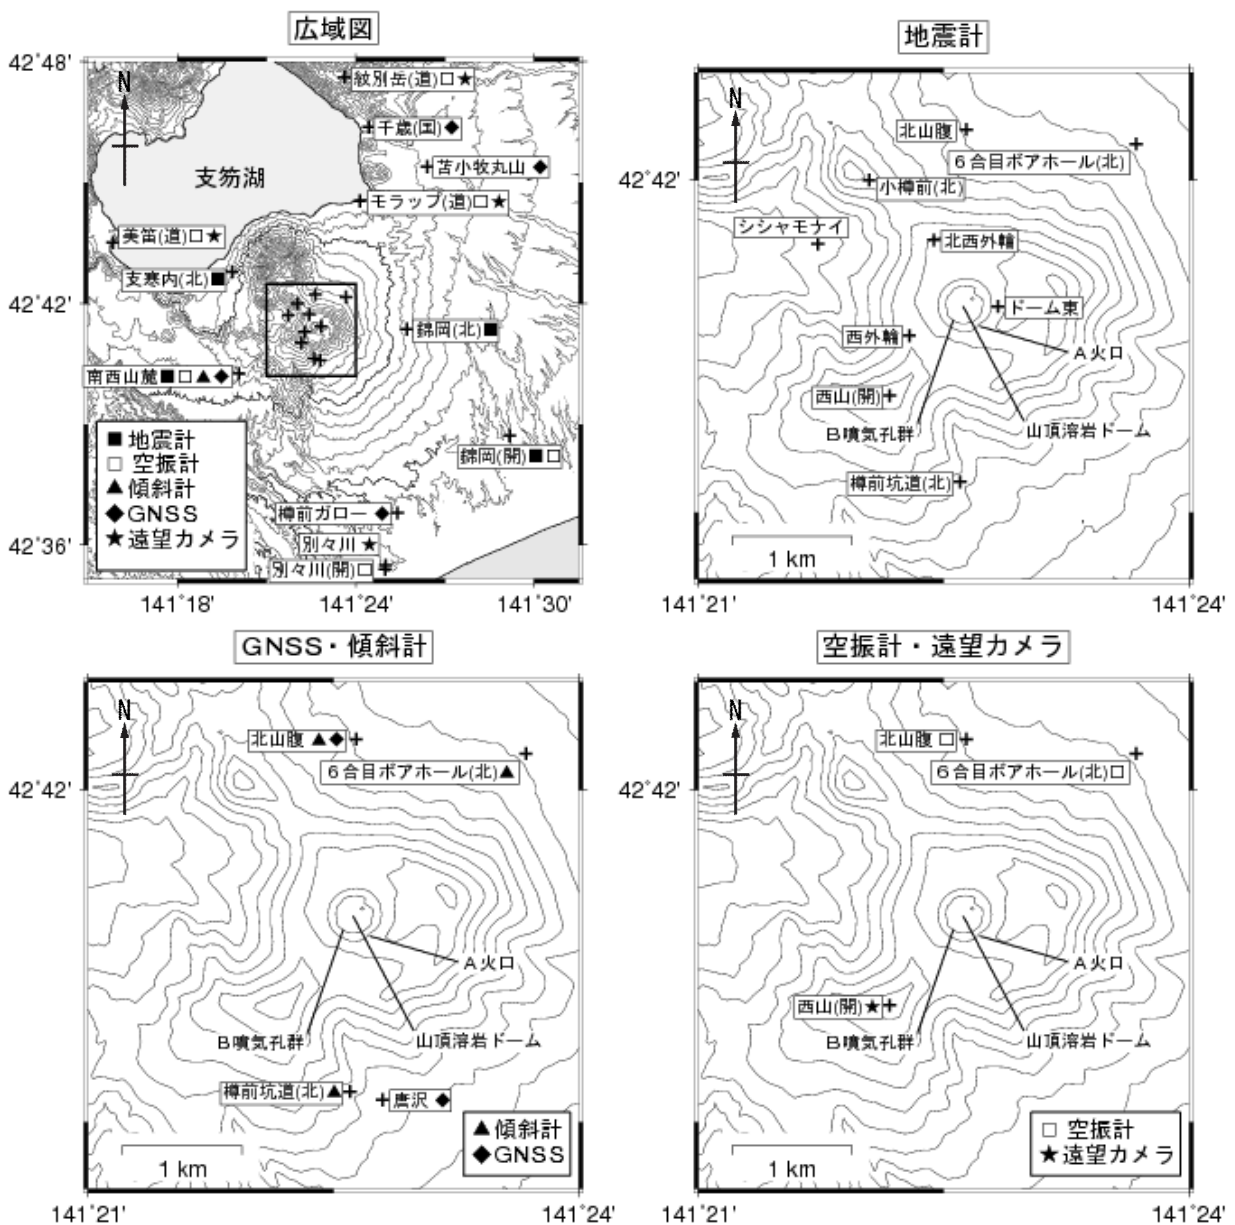 広域図
42°48'
42°42'
42°36'
141°18'
141°24'
141°30'
N
支笏湖
紋別岳(道)□★
千歳(国)◆
苫小牧丸山 ◆
モラップ(道)□★
美笛(道)□★
支寒内(北)■
錦岡(北)■
南西山麓■□▲◆
錦岡(開)■□
樽前ガロー ◆
別々川 ★
別々川(開)□
■ 地震計
□ 空振計
▲ 傾斜計
◆ GNSS
★ 遠望カメラ
地震計
42°42'
141°21'
141°24'
N
北山腹
6合目ボアホール(北)
小樽前(北)
シシャモナイ
北西外輪
ドーム東
西外輪
A火口
西山(開)
B噴気孔群
山頂溶岩ドーム
樽前坑道(北)
1 km
GNSS・傾斜計
42°42'
141°21'
141°24'
N
北山腹 ▲◆
6合目ボアホール(北)▲
A火口
B噴気孔群
山頂溶岩ドーム
樽前坑道(北)▲
唐沢 ◆
1 km
▲ 傾斜計
◆ GNSS
空振計・遠望カメラ
42°42'
141°21'
141°24'
N
北山腹 □
6合目ボアホール(北)□
A火口
西山(開)★
B噴気孔群
山頂溶岩ドーム
1 km
□ 空振計
★ 遠望カメラ